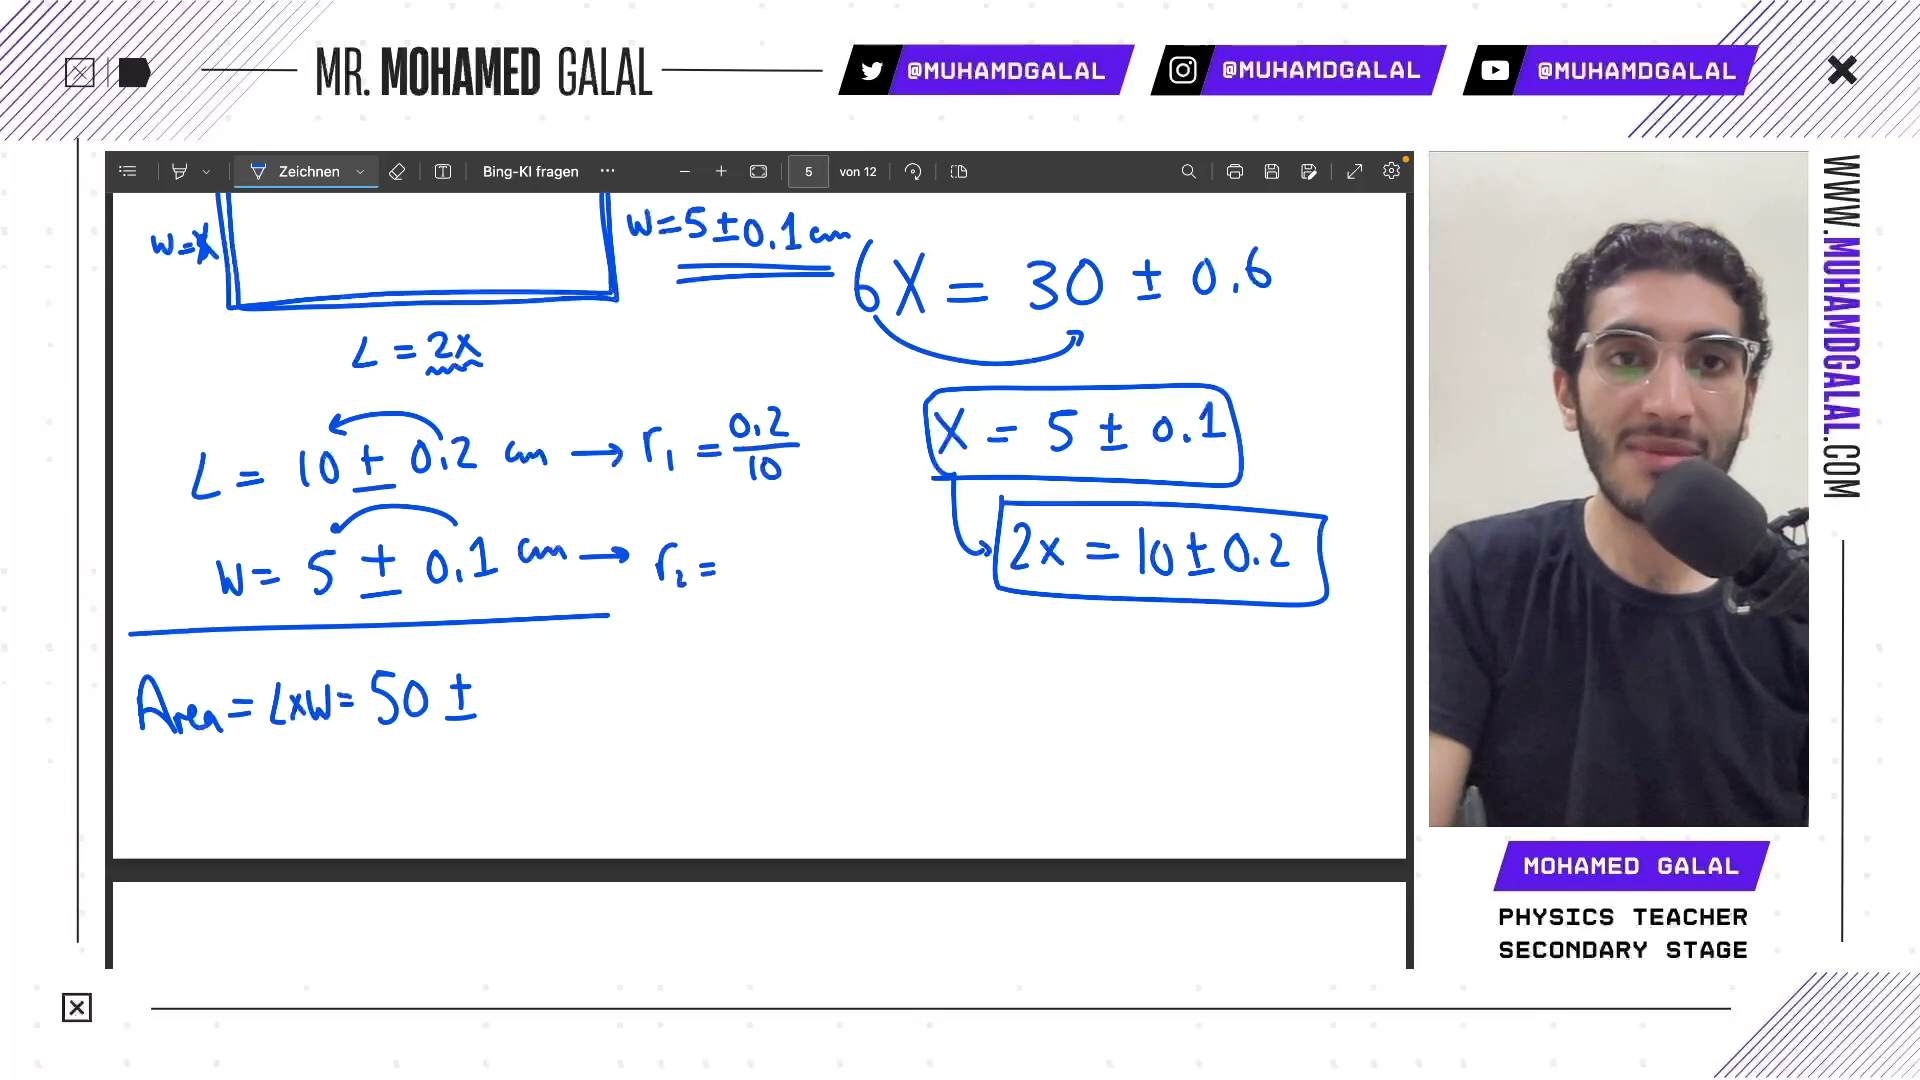 MR. MOHAMED GALAL
@MUHAMDGALAL
@MUHAMDGALAL
@MUHAMDGALAL
WWW.MUHAMDGALAL.COM
Zeichnen
Bing-KI fragen
5 von 12
W=X
W=5±0.1 cm
L = 2x
6X = 30 ± 0.6
X = 5 ± 0.1
2x = 10 ± 0.2
L = 10 ± 0.2 cm → r₁ = 0.2/10
W = 5 ± 0.1 cm → r₂ =
Area = L×W = 50 ±
MOHAMED GALAL
PHYSICS TEACHER
SECONDARY STAGE